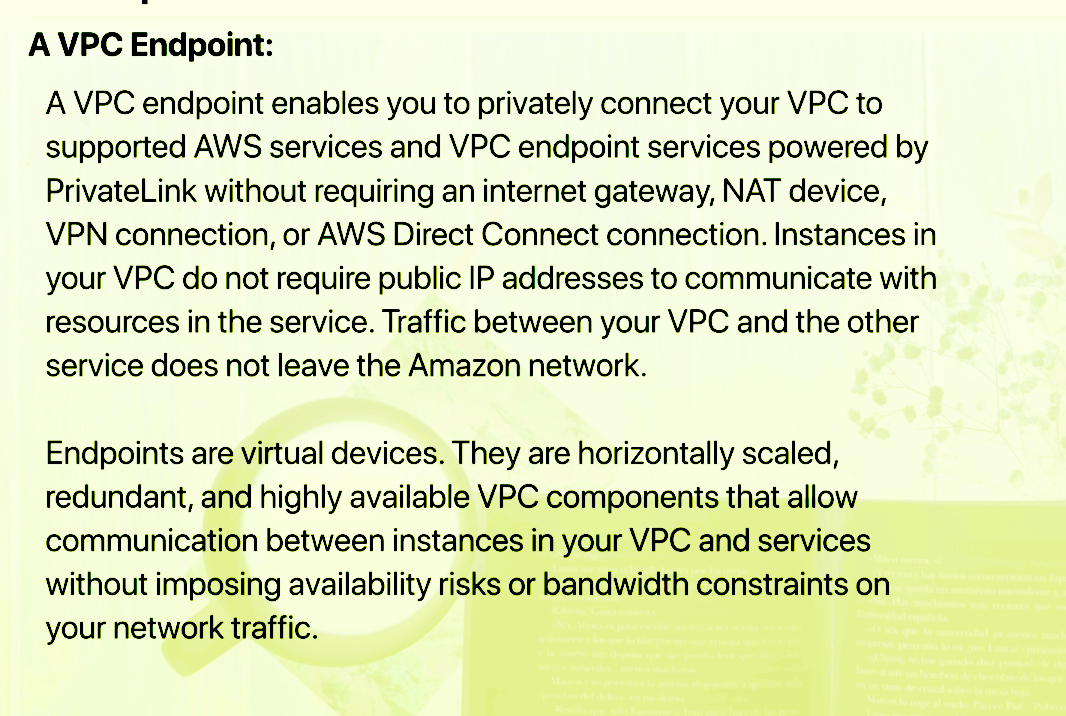 A VPC Endpoint:
A VPC endpoint enables you to privately connect your VPC to
supported AWS services and VPC endpoint services powered by
PrivateLink without requiring an internet gateway, NAT device,
VPN connection, or AWS Direct Connect connection. Instances in
your VPC do not require public IP addresses to communicate with
resources in the service. Traffic between your VPC and the other
service does not leave the Amazon network.
Endpoints are virtual devices. They are horizontally scaled,
redundant, and highly available VPC components that allow
communication between instances in your VPC and services
without imposing availability risks or bandwidth constraints on
your network traffic.